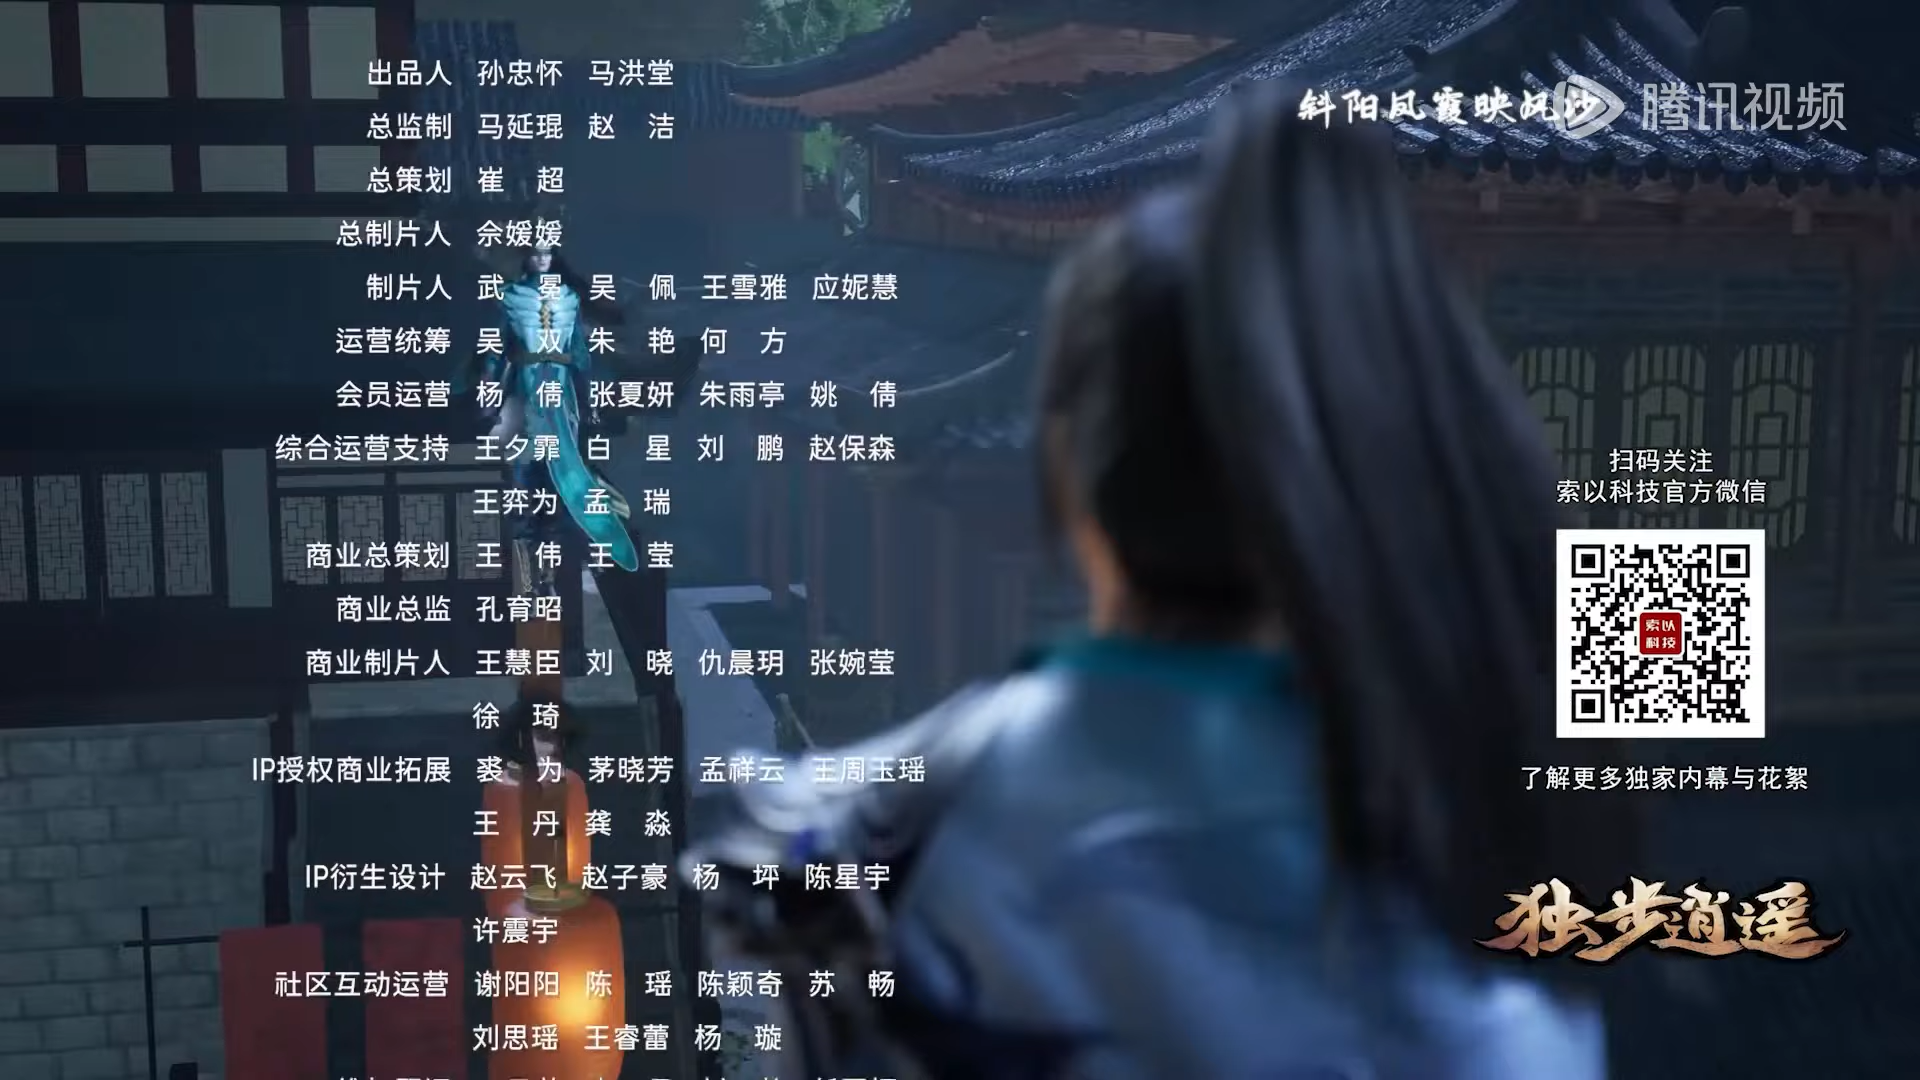 出品人 孙忠怀 马洪堂
总监制 马延琨 赵 洁
总策划 崔 超
总制片人 佘媛媛
制片人 武 冕 吴 佩 王雪雅 应妮慧
运营统筹 吴 双 朱 艳 何 方
会员运营 杨 倩 张夏妍 朱雨亭 姚 倩
综合运营支持 王夕霏 白 星 刘 鹏 赵保森
王弈为 孟 瑞
商业总策划 王 伟 王 莹
商业总监 孔育昭
商业制片人 王慧臣 刘 晓 仇晨玥 张婉莹
徐 琦
IP授权商业拓展 裘 为 茅晓芳 孟祥云 王周玉瑶
王 丹 龚 淼
IP衍生设计 赵云飞 赵子豪 杨 坪 陈星宇
许震宇
社区互动运营 谢阳阳 陈 瑶 陈颖奇 苏 畅
刘思瑶 王睿蕾 杨 璇
斜阳风霞映风沙
腾讯视频
扫码关注
索以科技官方微信
索以
科技
了解更多独家内幕与花絮
独步逍遥